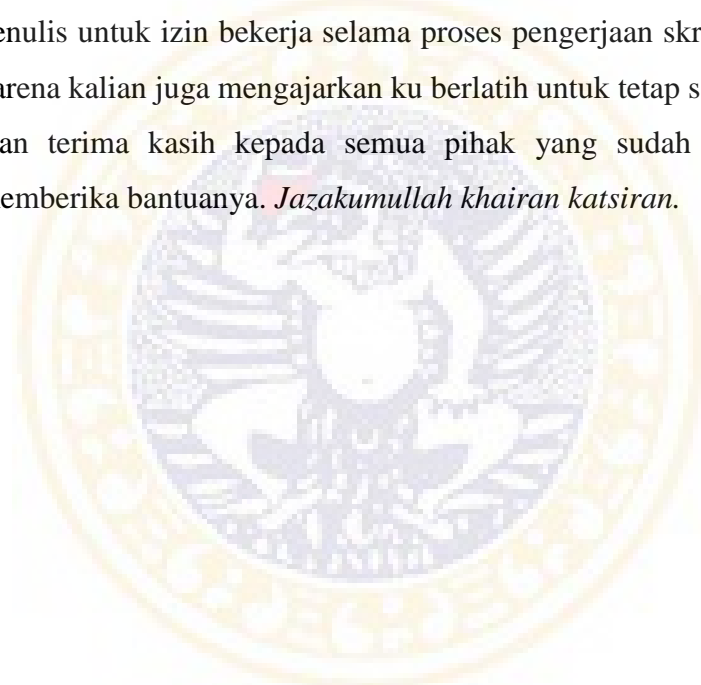 enulis untuk izin bekerja selama proses pengerjaan skr
arena kalian juga mengajarkan ku berlatih untuk tetap s
an terima kasih kepada semua pihak yang sudah
emberika bantuanya. Jazakumullah khairan katsiran.